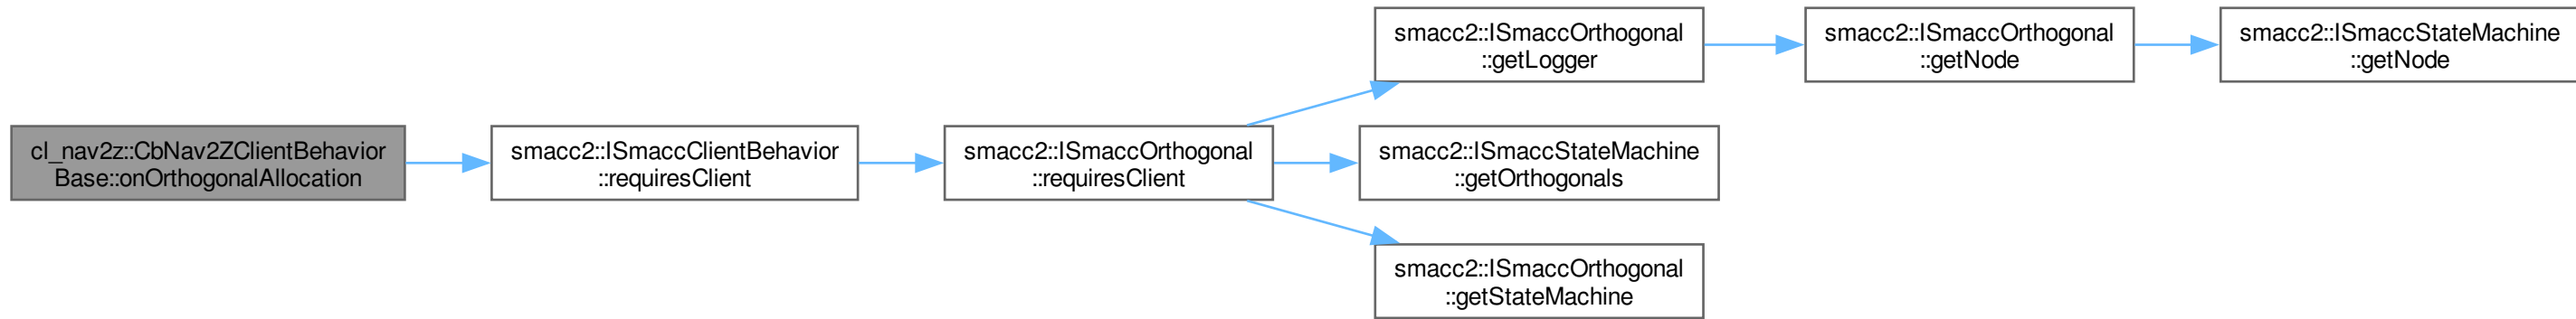 cl_nav2z::CbNav2ZClientBehavior
Base::onOrthogonalAllocation
smacc2::ISmaccClientBehavior
::requiresClient
smacc2::ISmaccOrthogonal
::requiresClient
smacc2::ISmaccOrthogonal
::getLogger
smacc2::ISmaccOrthogonal
::getNode
smacc2::ISmaccStateMachine
::getNode
smacc2::ISmaccStateMachine
::getOrthogonals
smacc2::ISmaccOrthogonal
::getStateMachine